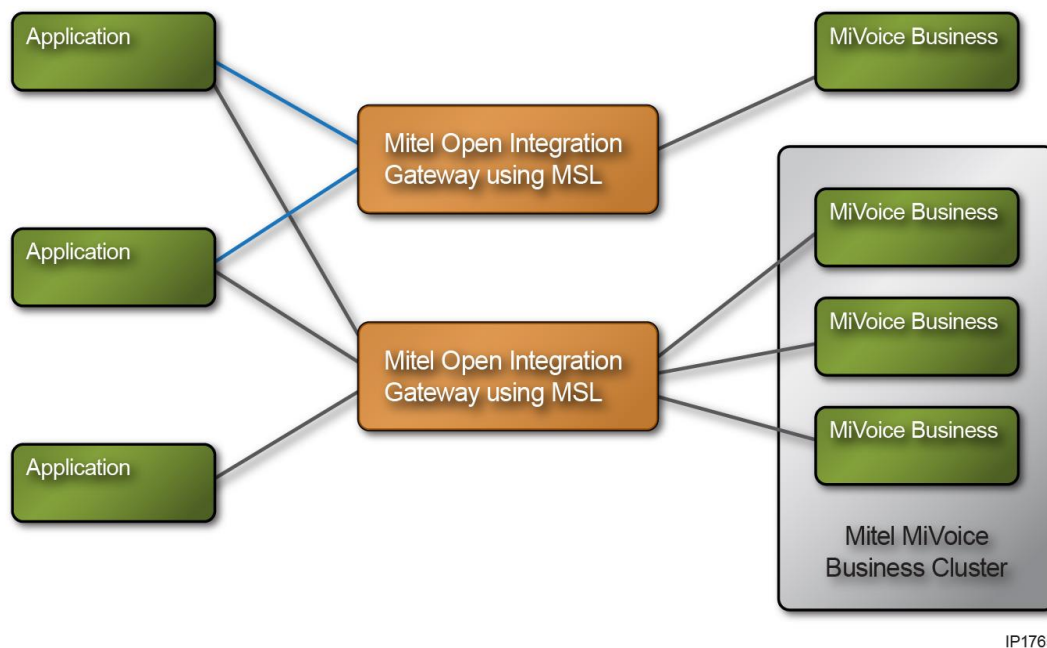 Application
MiVoice Business
Mitel Open Integration
Gateway using MSL
MiVoice Business
Application
MiVoice Business
Mitel Open Integration
Gateway using MSL
MiVoice Business
Application
Mitel MiVoice
Business Cluster
IP176